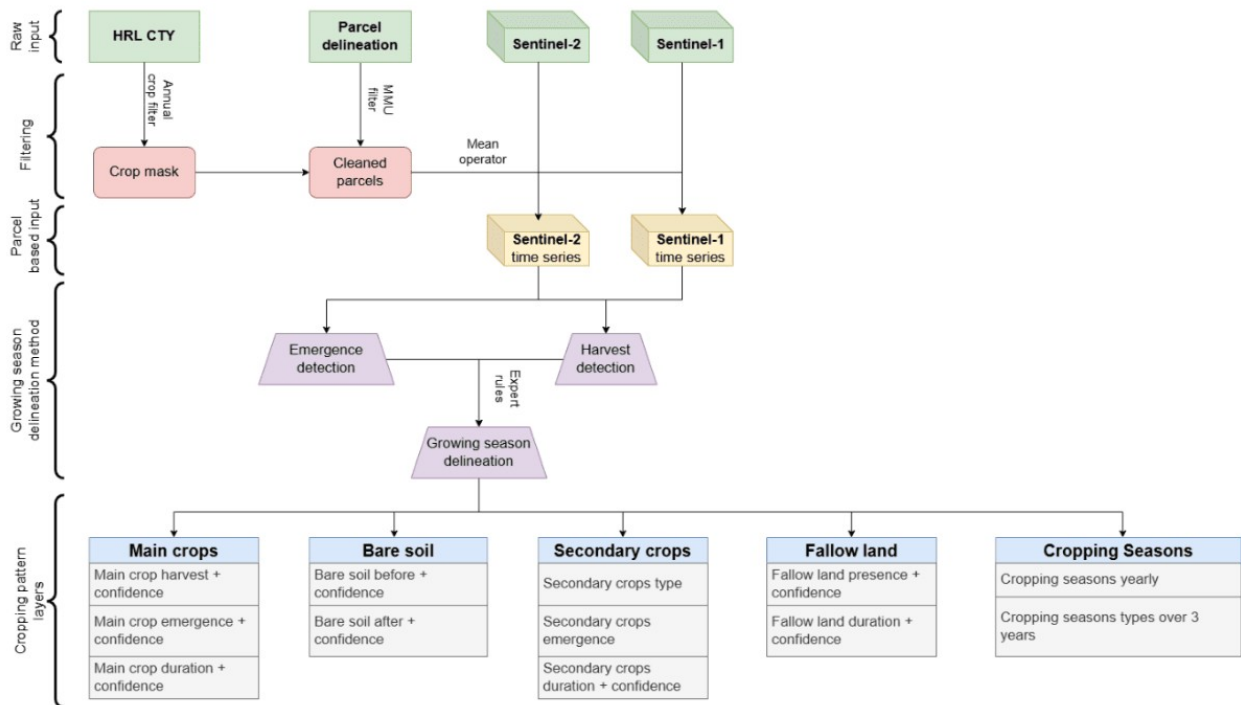 Raw
input
HRL CTY
Parcel
delineation
Sentinel-2
Sentinel-1
Filtering
Annual
crop filter
MMU
filter
Crop mask
Cleaned
parcels
Mean
operator
Parcel
based input
Sentinel-2
time series
Sentinel-1
time series
Growing season
delineation method
Emergence
detection
Harvest
detection
Expert
rules
Growing season
delineation
Cropping pattern
layers
Main crops
Main crop harvest +
confidence
Main crop emergence +
confidence
Main crop duration +
confidence
Bare soil
Bare soil before +
confidence
Bare soil after +
confidence
Secondary crops
Secondary crops type
Secondary crops
emergence
Secondary crops
duration + confidence
Fallow land
Fallow land presence +
confidence
Fallow land duration +
confidence
Cropping Seasons
Cropping seasons yearly
Cropping seasons types over 3
years